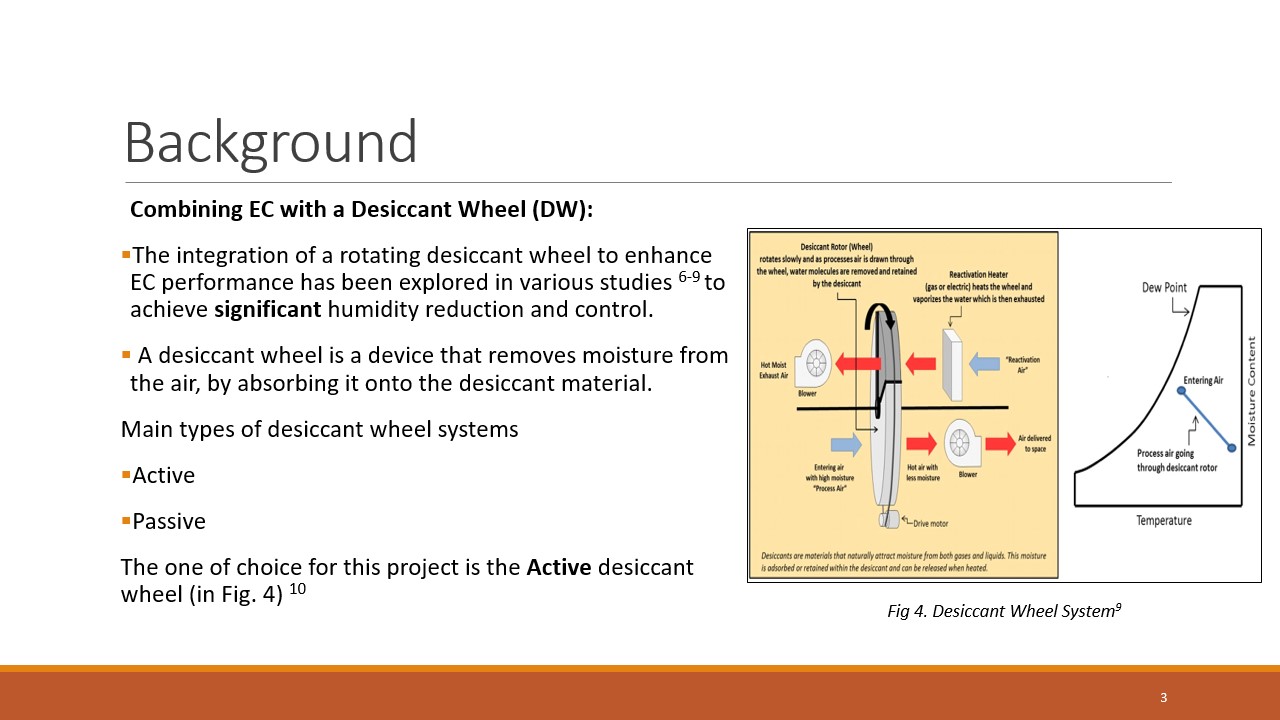 Background
Combining EC with a Desiccant Wheel (DW):
▪The integration of a rotating desiccant wheel to enhance
EC performance has been explored in various studies 6-9 to
achieve significant humidity reduction and control.
▪ A desiccant wheel is a device that removes moisture from
the air, by absorbing it onto the desiccant material.
Main types of desiccant wheel systems
▪Active
▪Passive
The one of choice for this project is the Active desiccant
wheel (in Fig. 4) 10
Desiccant Rotor (Wheel)
rotates slowly and as processes air is drawn through
the wheel, water molecules are removed and retained
by the desiccant
Reactivation Heater
(gas or electric) heats the wheel and
vaporizes the water which is then exhausted
Hot Moist
Exhaust Air
Blower
"Reactivation
Air"
Entering air
with high moisture
"Process Air"
Hot air with
less moisture
Blower
Air delivered
to space
Drive motor
Desiccants are materials that naturally attract moisture from both gases and liquids. This moisture
is adsorbed or retained within the desiccant and can be released when heated.
Dew Point
Entering Air
Process air going
through desiccant rotor
Moisture Content
Temperature
Fig 4. Desiccant Wheel System9
3